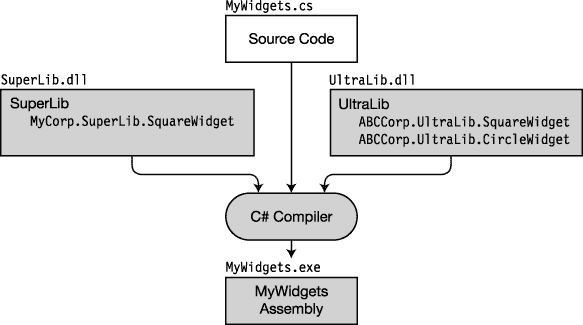 MyWidgets.cs
Source Code
SuperLib.dll
SuperLib
MyCorp.SuperLib.SquareWidget
UltraLib.dll
UltraLib
ABCCorp.UltraLib.SquareWidget
ABCCorp.UltraLib.CircleWidget
C# Compiler
MyWidgets.exe
MyWidgets
Assembly